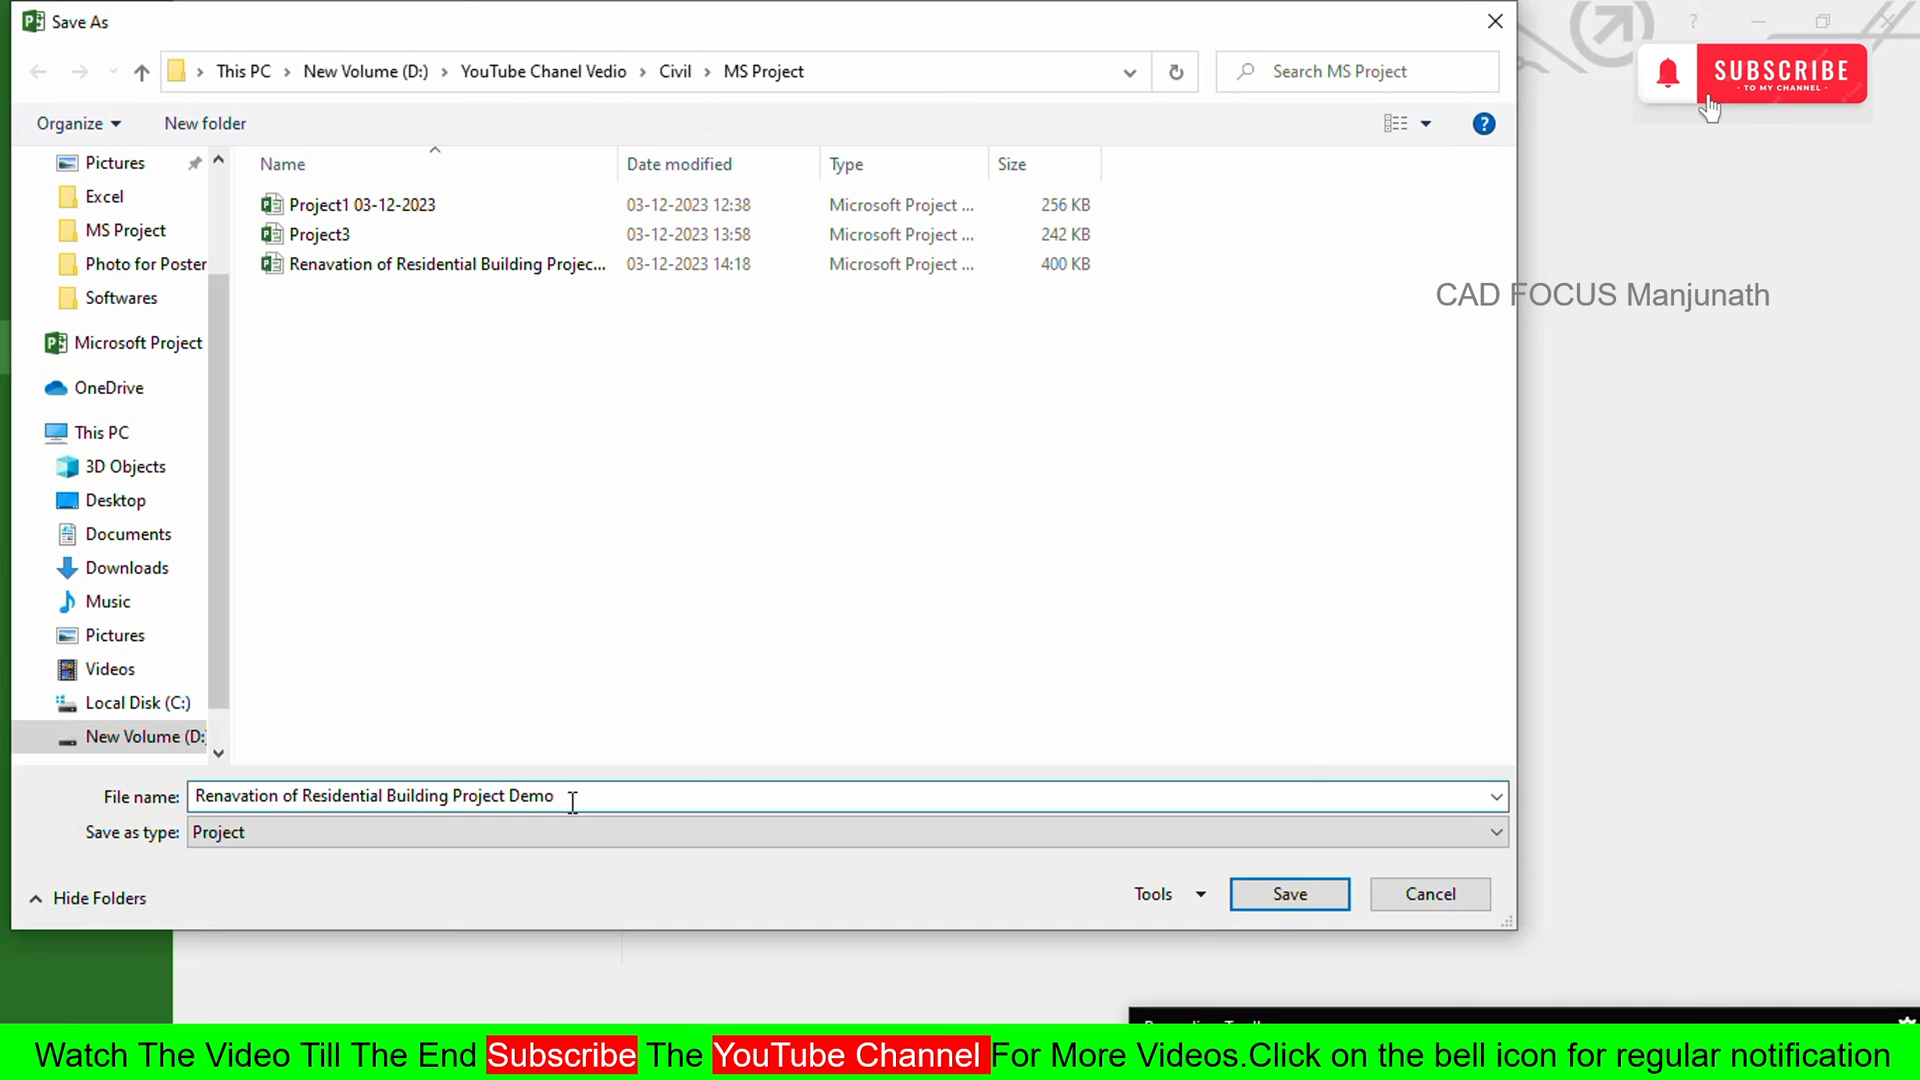 Save As
This PC > New Volume (D:) > YouTube Chanel Vedio > Civil > MS Project
Search MS Project
SUBSCRIBE
- TO MY CHANNEL -
Organize
New folder
Name
Date modified
Type
Size
Project1 03-12-2023 03-12-2023 12:38 Microsoft Project ... 256 KB
Project3 03-12-2023 13:58 Microsoft Project ... 242 KB
Renavation of Residential Building Projec... 03-12-2023 14:18 Microsoft Project ... 400 KB
Pictures
Excel
MS Project
Photo for Poster
Softwares
Microsoft Project
OneDrive
This PC
3D Objects
Desktop
Documents
Downloads
Music
Pictures
Videos
Local Disk (C:)
New Volume (D:
CAD FOCUS Manjunath
File name: Renavation of Residential Building Project Demo
Save as type: Project
Hide Folders
Tools
Save
Cancel
Watch The Video Till The End Subscribe The YouTube Channel For More Videos.Click on the bell icon for regular notification